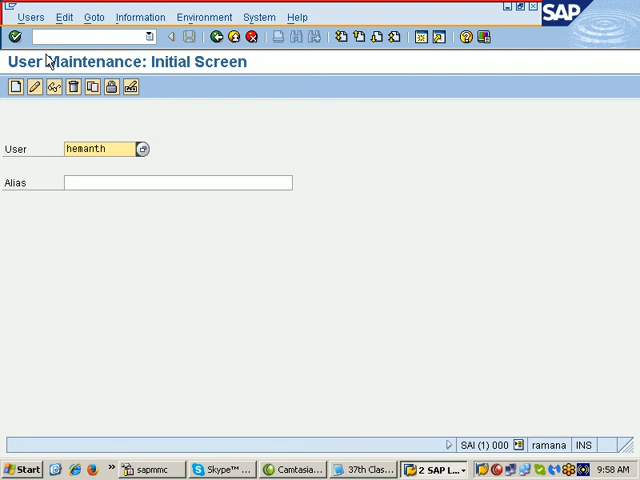 SAP
Users Edit Goto Information Environment System Help
User Maintenance: Initial Screen
User hemanth
Alias
SAI (1) 000 ramana INS
Start » sapmmc Skype™ ... Camtasia... 37th Clas... 2 SAP L... 9:58 AM